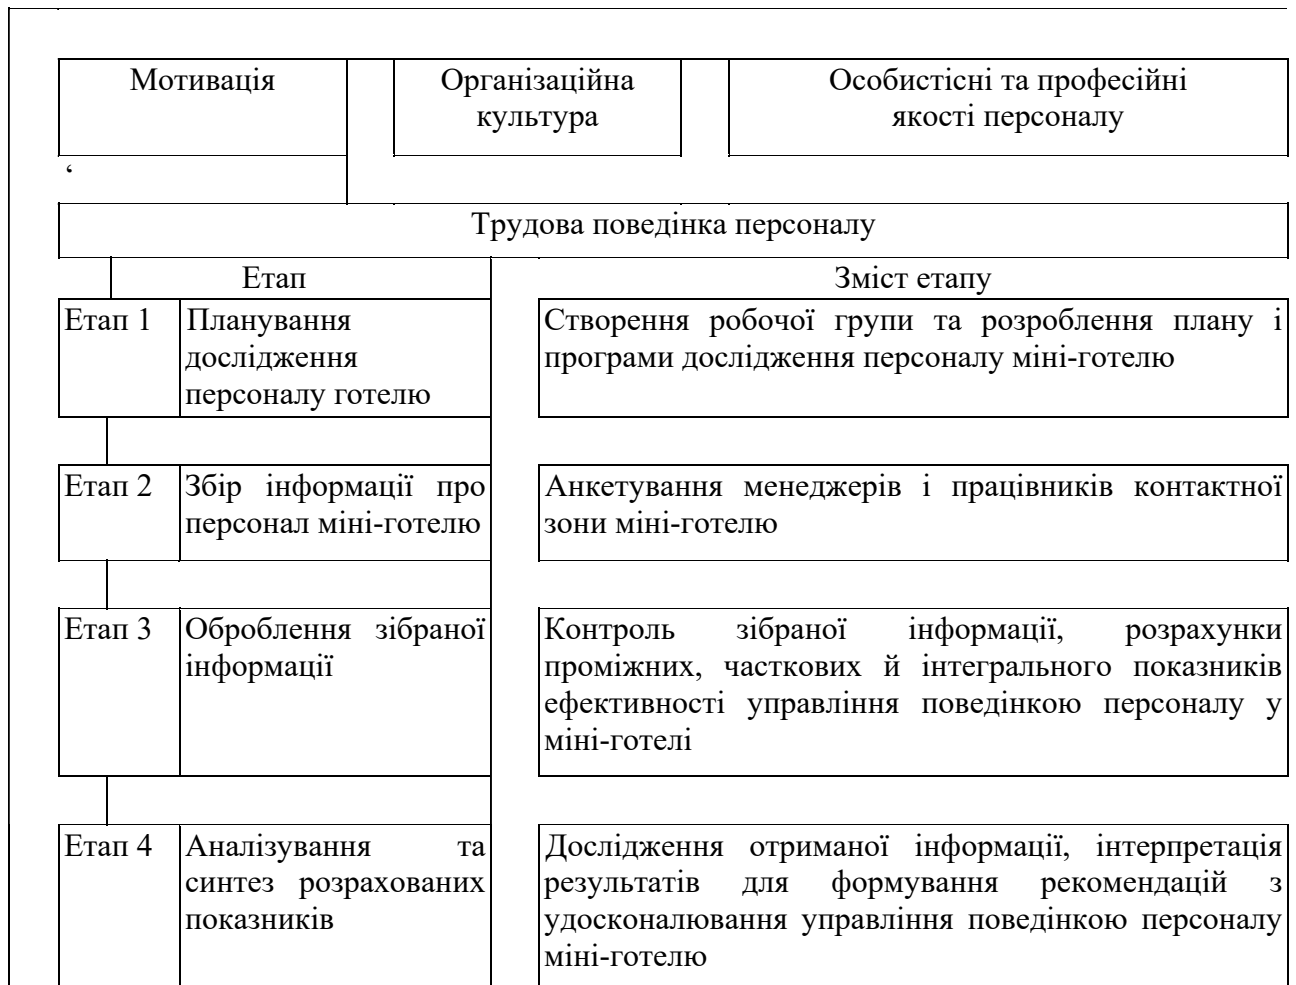 Мотивація
Організаційна
культура
Особистісні та професійні
якості персоналу
‘
Трудова поведінка персоналу
Етап
Зміст етапу
Етап 1
Планування
дослідження
персоналу готелю
Створення робочої групи та розроблення плану і
програми дослідження персоналу міні-готелю
Етап 2
Збір інформації про
персонал міні-готелю
Анкетування менеджерів і працівників контактної
зони міні-готелю
Етап 3
Оброблення зібраної
інформації
Контроль зібраної інформації, розрахунки
проміжних, часткових й інтегрального показників
ефективності управління поведінкою персоналу у
міні-готелі
Етап 4
Аналізування та
синтез розрахованих
показників
Дослідження отриманої інформації, інтерпретація
результатів для формування рекомендацій з
удосконалювання управління поведінкою персоналу
міні-готелю